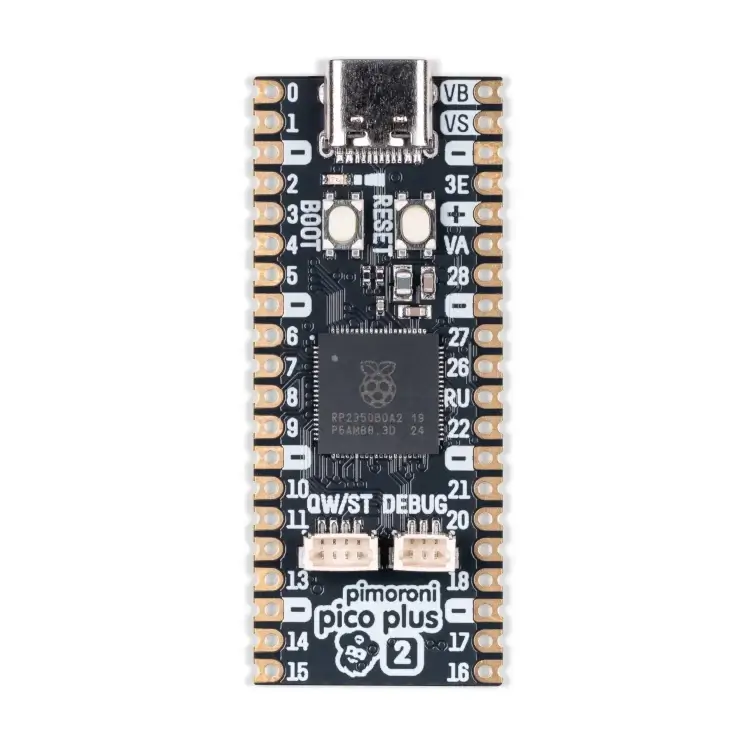 0 VB
1 VS
-
-
2 3E
3 +
BOOT
RESET
4 VA
5 28
-
-
6 27
7 26
8 RU
9 22
-
-
RP2350B0A2 19
P6AM88.3D 24
10 21
QW/ST DEBUG
11 20
13 18
-
-
pimoroni
pico plus
2
14 17
15 16